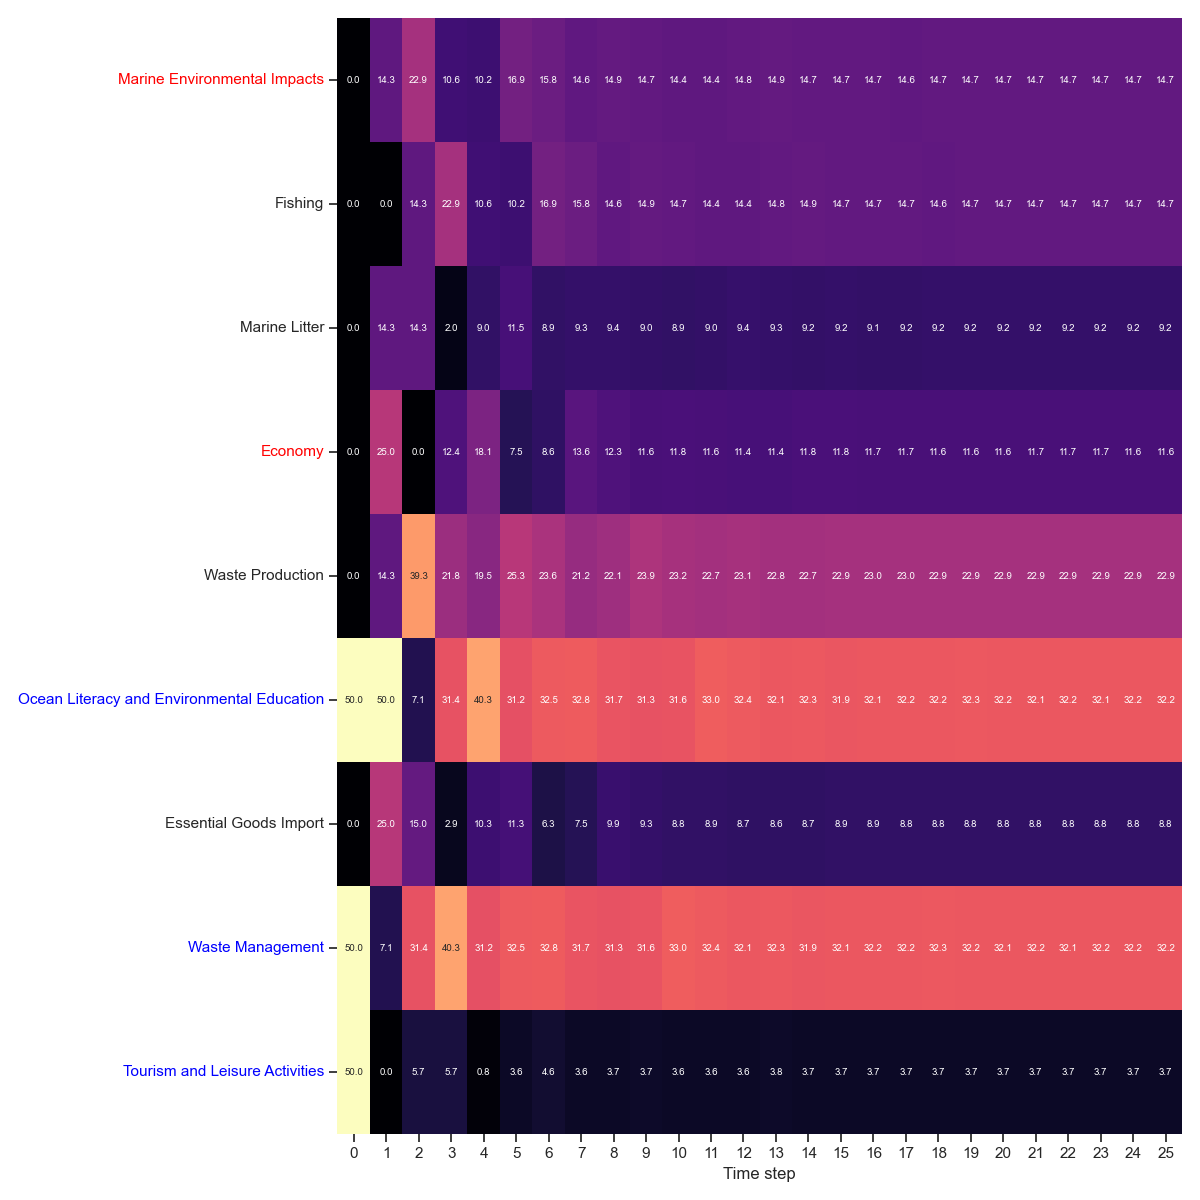 Marine Environmental Impacts 0.0 14.3 22.9 10.6 10.2 16.9 15.8 14.6 14.9 14.7 14.4 14.4 14.8 14.9 14.7 14.7 14.7 14.6 14.7 14.7 14.7 14.7 14.7 14.7 14.7 14.7
Fishing 0.0 0.0 14.3 22.9 10.6 10.2 16.9 15.8 14.6 14.9 14.7 14.4 14.4 14.8 14.9 14.7 14.7 14.7 14.6 14.7 14.7 14.7 14.7 14.7 14.7 14.7
Marine Litter 0.0 14.3 14.3 2.0 9.0 11.5 8.9 9.3 9.4 9.0 8.9 9.0 9.4 9.3 9.2 9.2 9.1 9.2 9.2 9.2 9.2 9.2 9.2 9.2 9.2 9.2
Economy 0.0 25.0 0.0 12.4 18.1 7.5 8.6 13.6 12.3 11.6 11.8 11.6 11.4 11.4 11.8 11.8 11.7 11.7 11.6 11.6 11.6 11.7 11.7 11.7 11.6 11.6
Waste Production 0.0 14.3 39.3 21.8 19.5 25.3 23.6 21.2 22.1 23.9 23.2 22.7 23.1 22.8 22.7 22.9 23.0 23.0 22.9 22.9 22.9 22.9 22.9 22.9 22.9 22.9
Ocean Literacy and Environmental Education 50.0 50.0 7.1 31.4 40.3 31.2 32.5 32.8 31.7 31.3 31.6 33.0 32.4 32.1 32.3 31.9 32.1 32.2 32.2 32.3 32.2 32.1 32.2 32.1 32.2 32.2
Essential Goods Import 0.0 25.0 15.0 2.9 10.3 11.3 6.3 7.5 9.9 9.3 8.8 8.9 8.7 8.6 8.7 8.9 8.9 8.8 8.8 8.8 8.8 8.8 8.8 8.8 8.8 8.8
Waste Management 50.0 7.1 31.4 40.3 31.2 32.5 32.8 31.7 31.3 31.6 33.0 32.4 32.1 32.3 31.9 32.1 32.2 32.2 32.3 32.2 32.1 32.2 32.1 32.2 32.2 32.2
Tourism and Leisure Activities 50.0 0.0 5.7 5.7 0.8 3.6 4.6 3.6 3.7 3.7 3.6 3.6 3.6 3.8 3.7 3.7 3.7 3.7 3.7 3.7 3.7 3.7 3.7 3.7 3.7 3.7
0 1 2 3 4 5 6 7 8 9 10 11 12 13 14 15 16 17 18 19 20 21 22 23 24 25
Time step